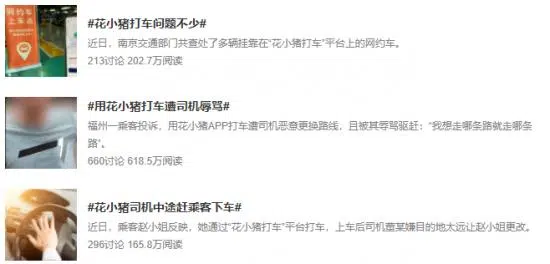 网约车
上车点
#花小猪打车问题不少#
近日，南京交通部门共查处了多辆挂靠在“花小猪打车”平台上的网约车。
213讨论 202.7万阅读
#用花小猪打车遭司机辱骂#
福州一乘客投诉，用花小猪APP打车遭司机恶意更换路线，且被其辱骂驱赶：“我想走哪条路就走哪条
路”。
660讨论 618.5万阅读
#花小猪司机中途赶乘客下车#
近日，乘客赵小姐反映，她通过“花小猪打车”平台打车，上车后司机董某嫌目的地太远让赵小姐更改。
296讨论 165.8万阅读